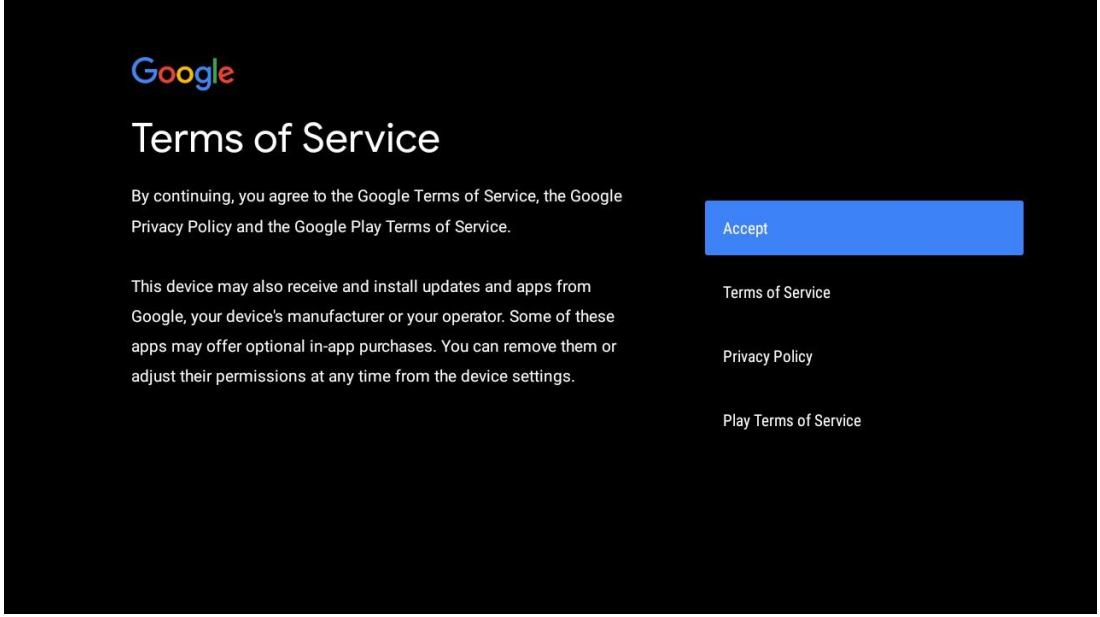 Google
Terms of Service
By continuing, you agree to the Google Terms of Service, the Google
Privacy Policy and the Google Play Terms of Service.
This device may also receive and install updates and apps from
Google, your device's manufacturer or your operator. Some of these
apps may offer optional in-app purchases. You can remove them or
adjust their permissions at any time from the device settings.
Accept
Terms of Service
Privacy Policy
Play Terms of Service